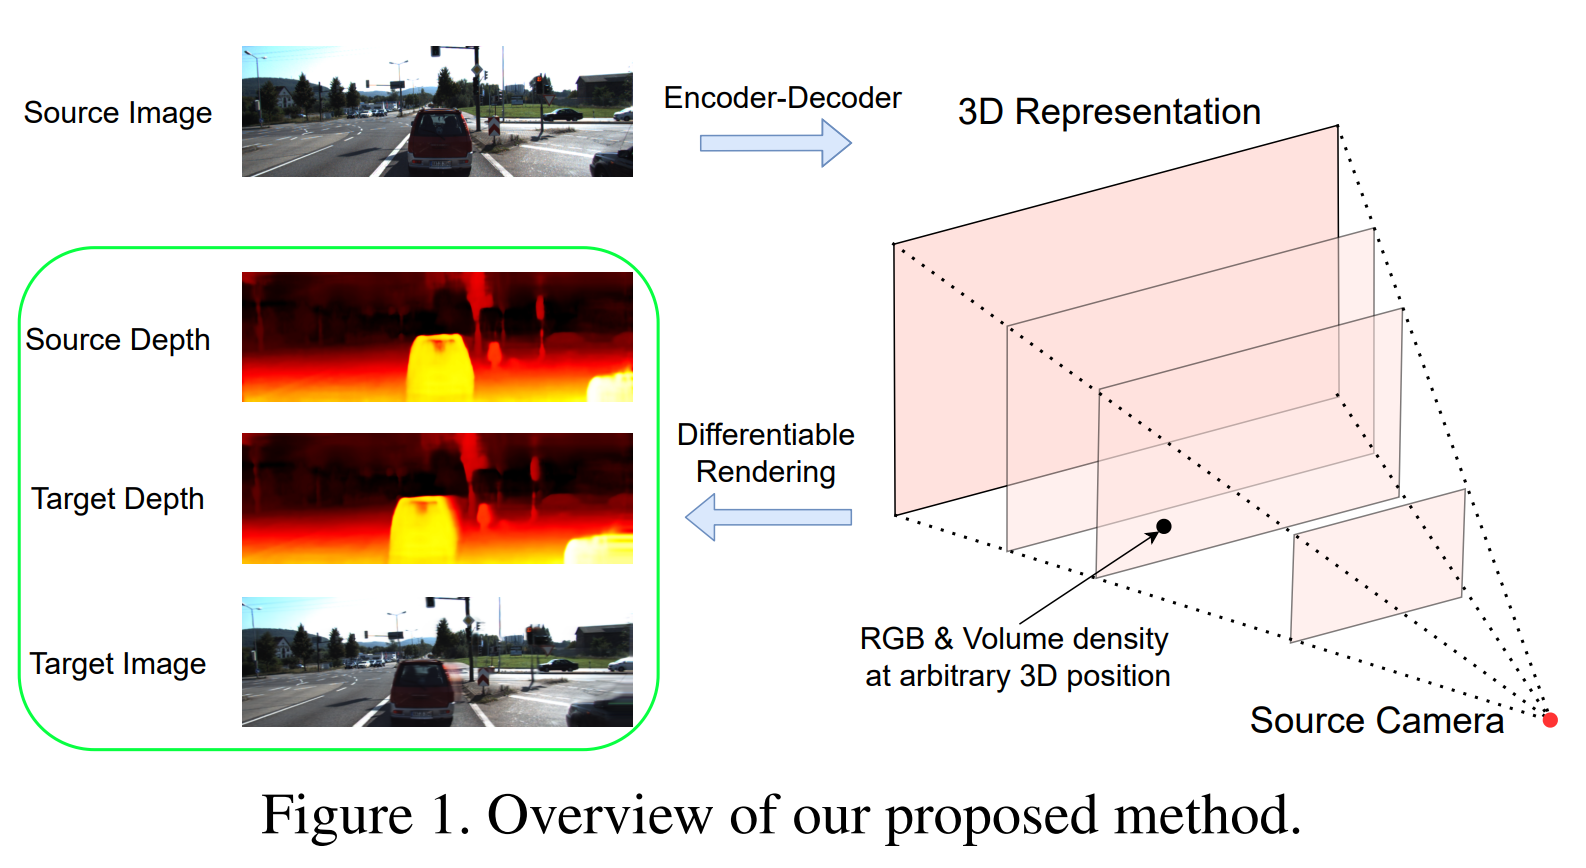 Source Image
Encoder-Decoder
3D Representation
Source Depth
Differentiable
Rendering
Target Depth
Target Image
RGB & Volume density
at arbitrary 3D position
Source Camera
Figure 1. Overview of our proposed method.